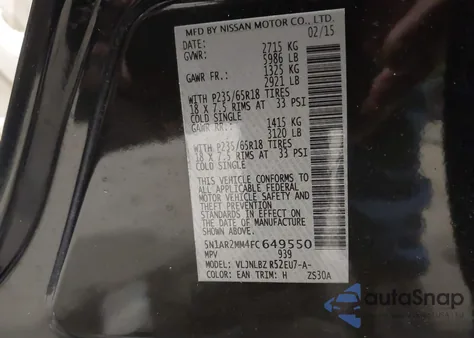 MFD BY NISSAN MOTOR CO., LTD.
DATE: 02/15
GVWR: 2715 KG
5986 LB
GAWR FR: 1325 KG
2921 LB
WITH P235/65R18 TIRES
18 X 7.5 RIMS AT 33 PSI
COLD SINGLE
GAWR RR: 1415 KG
3120 LB
WITH P235/65R18 TIRES
18 X 7.5 RIMS AT 33 PSI
COLD SINGLE
THIS VEHICLE CONFORMS TO
ALL APPLICABLE FEDERAL
MOTOR VEHICLE SAFETY AND
THEFT PREVENTION
STANDARDS IN EFFECT ON
THE DATE OF MANUFACTURE
SHOWN ABOVE.
5N1AR2MM4FC649550
MPV 939
MODEL: VLJNLBZ R52EU7-A-
COLOR: EAN TRIM: H ZS30A
autoSnap